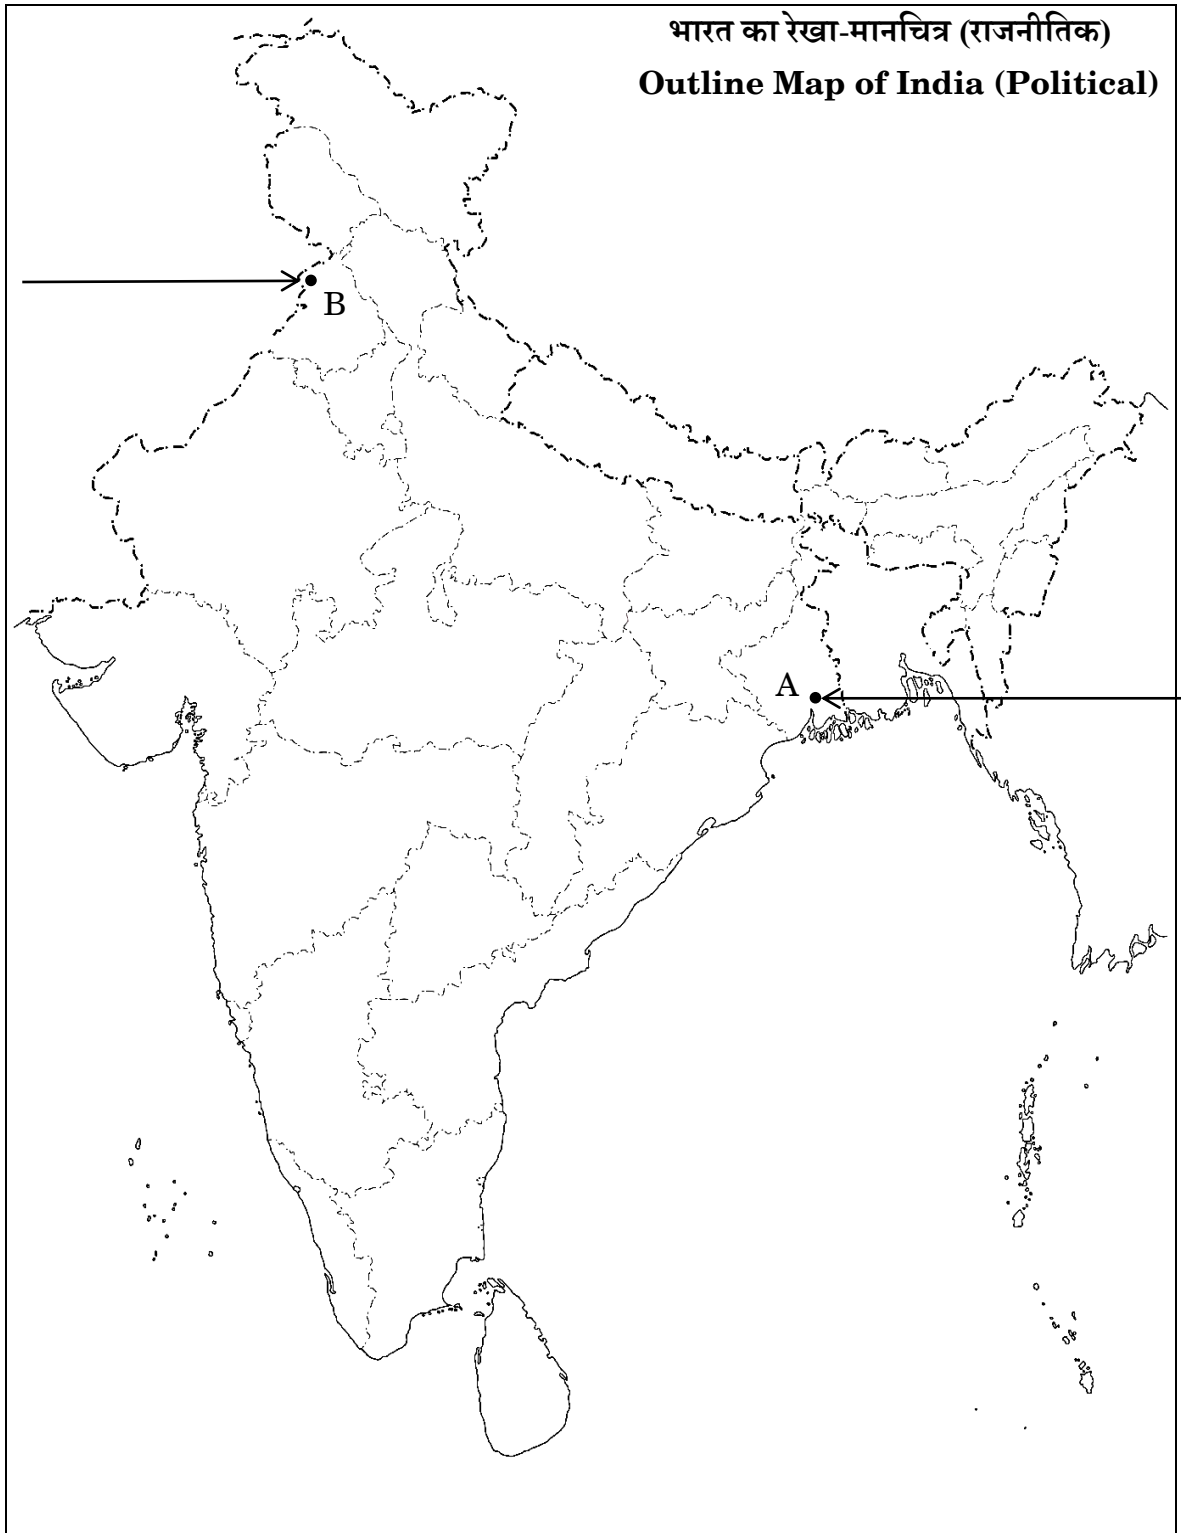 भारत का रेखा-मानचित्र (राजनीतिक)
Outline Map of India (Political)
B
A